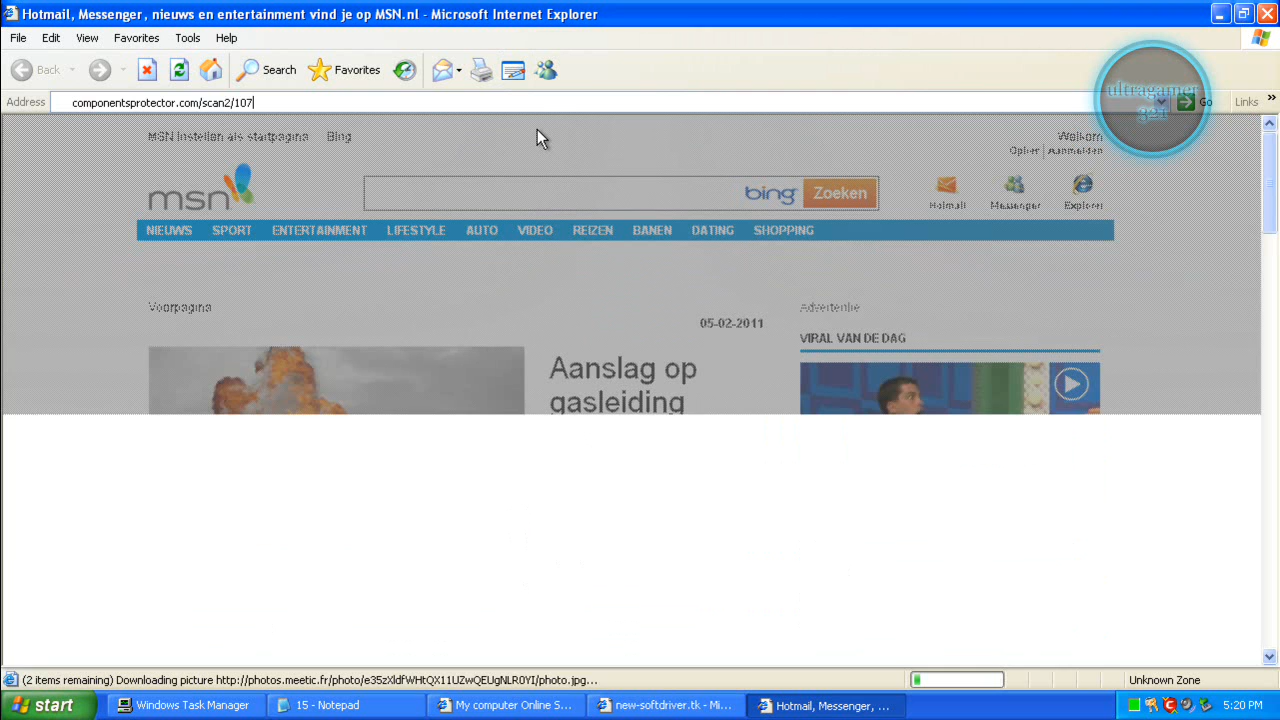 Hotmail, Messenger, nieuws en entertainment vind je op MSN.nl - Microsoft Internet Explorer
File Edit View Favorites Tools Help
Back Search Favorites
Address componentsprotector.com/scan2/107 Go Links »
ultragamer
321
MSN instellen als startpagina Bing Welkom
Opties Aanmelden
msn bing Zoeken Hotmail Messenger Explorer
NIEUWS SPORT ENTERTAINMENT LIFESTYLE AUTO VIDEO REIZEN BANEN DATING SHOPPING
Voorpagina Advertentie
05-02-2011
VIRAL VAN DE DAG
Aanslag op
gasleiding
(2 items remaining) Downloading picture http://photos.meetic.fr/photo/e35zXldfWHtQX11UZwQEUgNLR0YI/photo.jpg... Unknown Zone
start Windows Task Manager 15 - Notepad My computer Online S... new-softdriver.tk - Mi... Hotmail, Messenger, ... 5:20 PM